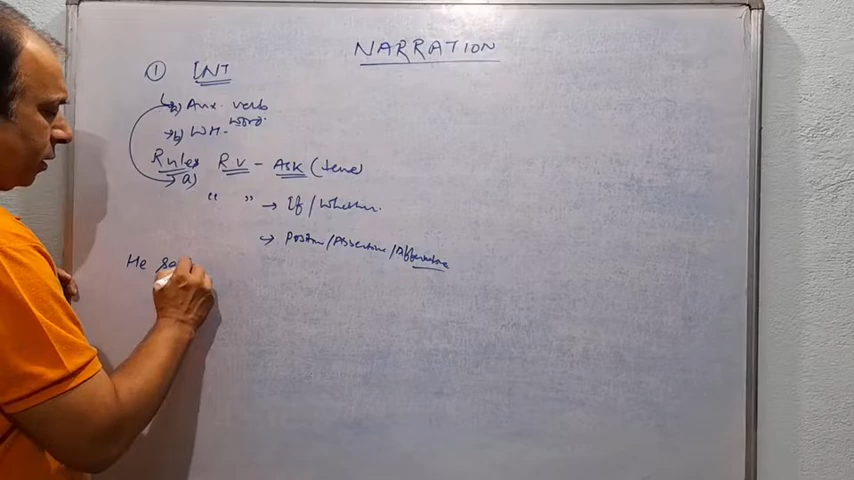 NARRATION
① INT
a) Aux. verb
b) WH- word.
Rules RV - Ask (tense)
a)
" " → If / Whether.
→ Positive / Assertive / Affirmative
He sa